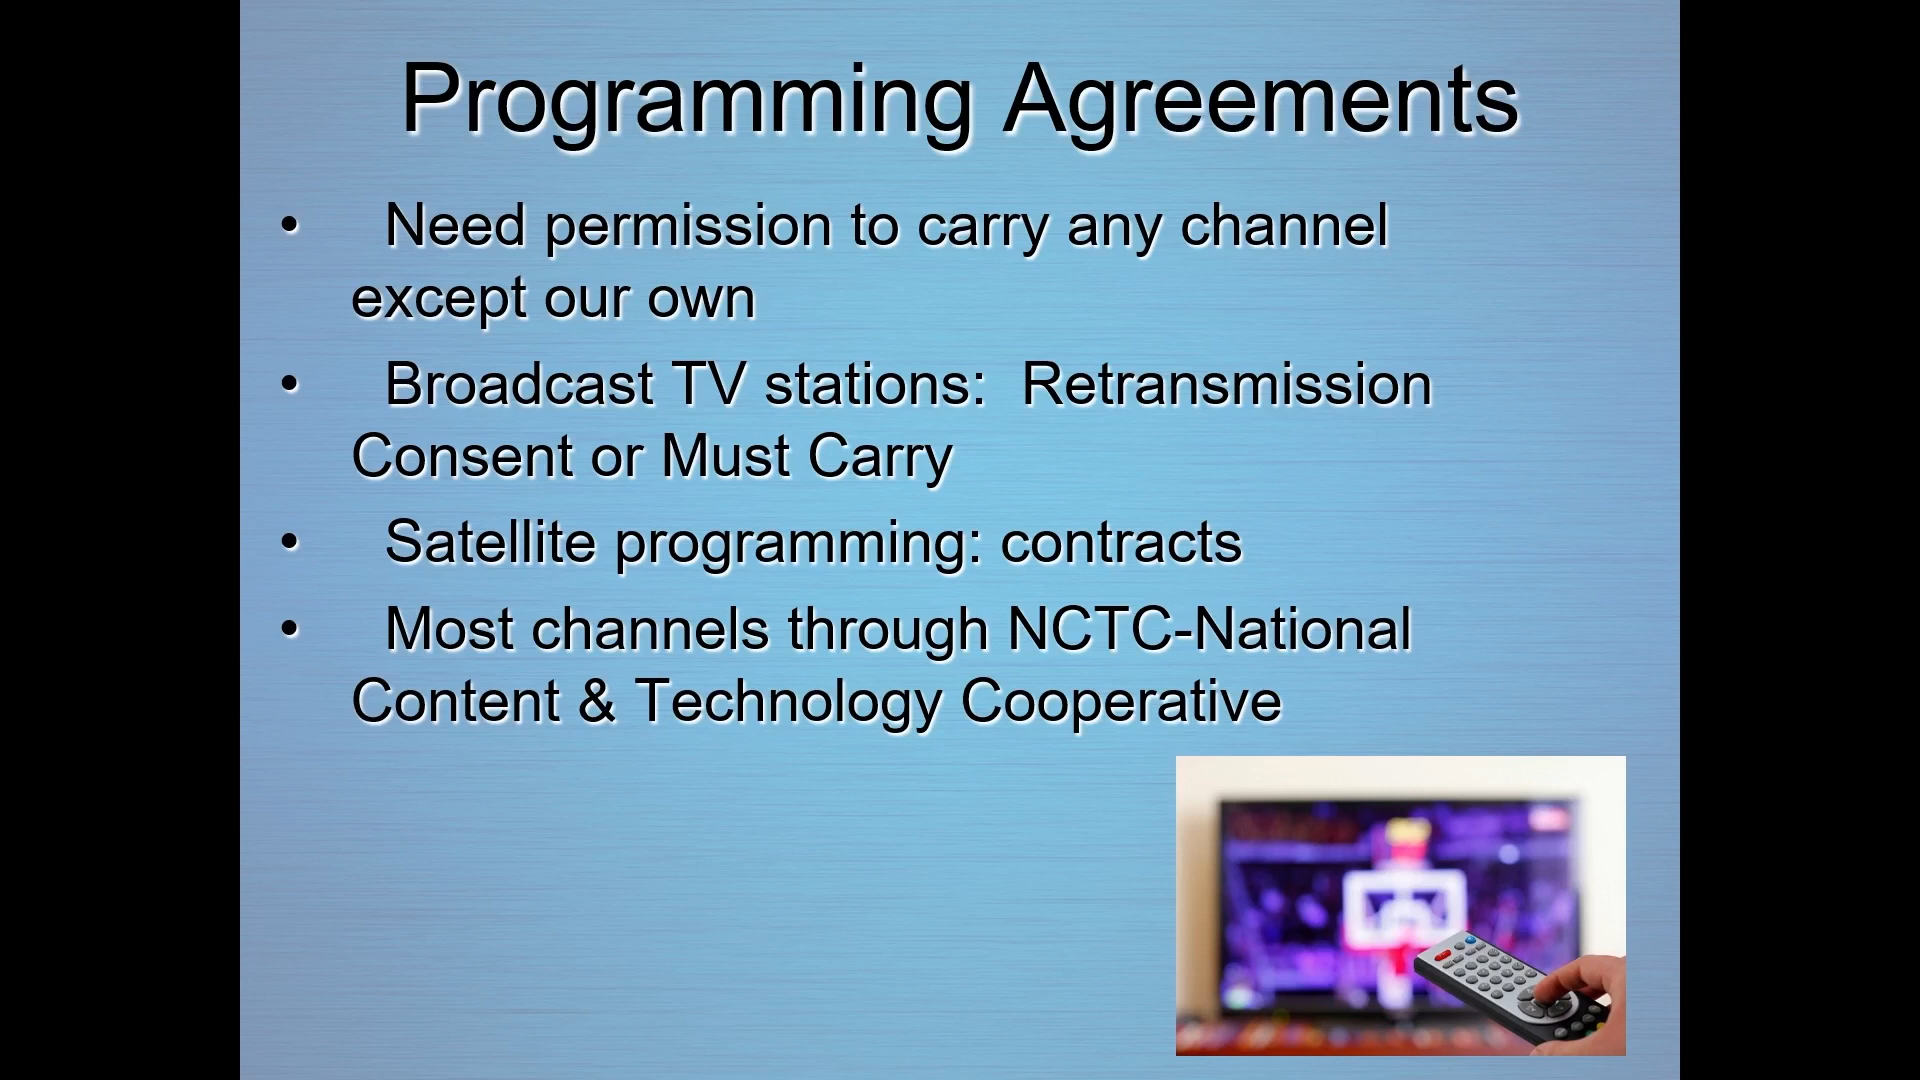 Programming Agreements
• Need permission to carry any channel
except our own
• Broadcast TV stations:  Retransmission
Consent or Must Carry
• Satellite programming: contracts
• Most channels through NCTC-National
Content & Technology Cooperative